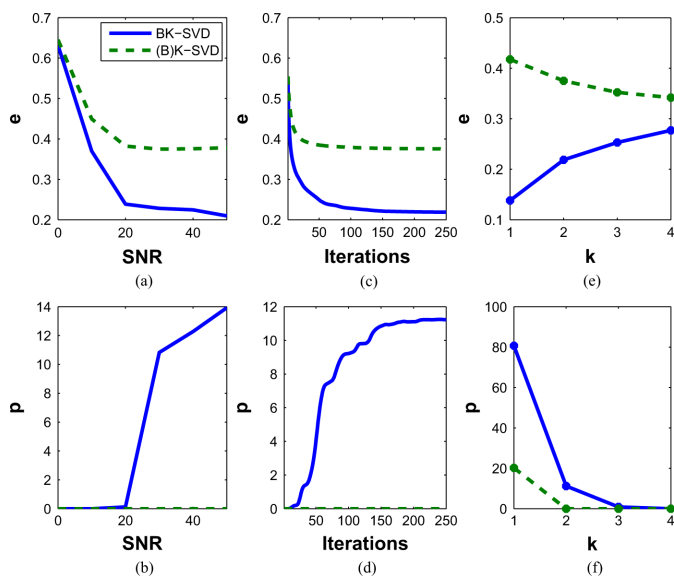 0.7
0.6
0.5
0.4
0.3
0.2
e
0
20
40
SNR
(a)
BK−SVD
(B)K−SVD
0.7
0.6
0.5
0.4
0.3
0.2
e
50 100 150 200 250
Iterations
(c)
0.5
0.4
0.3
0.2
0.1
e
1 2 3 4
k
(e)
14
12
10
8
6
4
2
0
p
0 20 40
SNR
(b)
12
10
8
6
4
2
0
p
50 100 150 200 250
Iterations
(d)
100
80
60
40
20
0
p
1 2 3 4
k
(f)